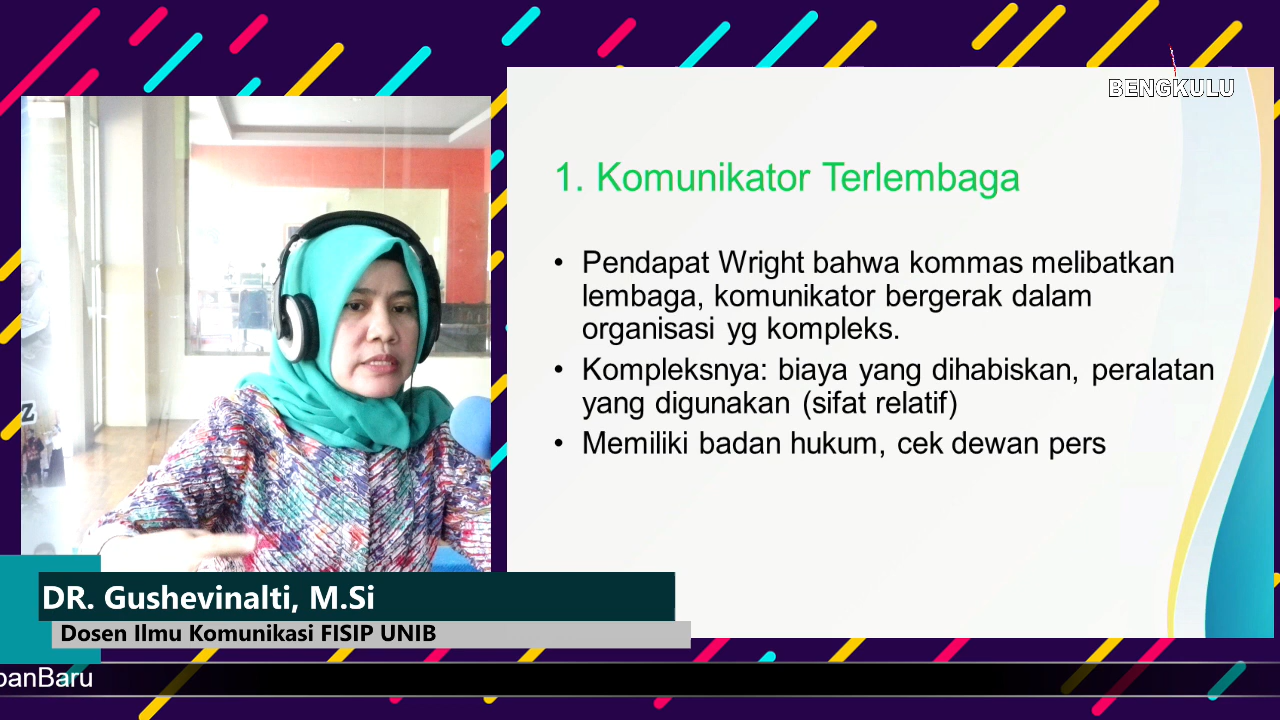 BENGKULU
1. Komunikator Terlembaga
• Pendapat Wright bahwa kommas melibatkan
lembaga, komunikator bergerak dalam
organisasi yg kompleks.
• Kompleksnya: biaya yang dihabiskan, peralatan
yang digunakan (sifat relatif)
• Memiliki badan hukum, cek dewan pers
DR. Gushevinalti, M.Si
Dosen Ilmu Komunikasi FISIP UNIB
panBaru